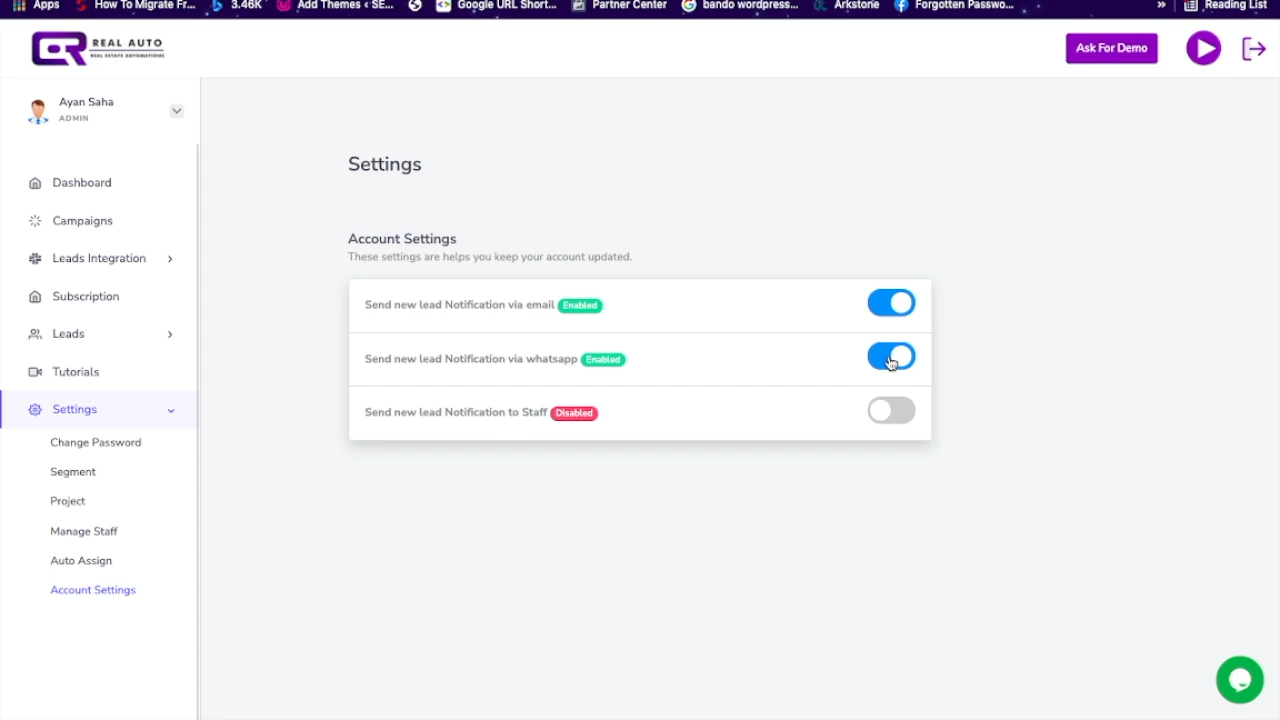 Apps How To Migrate Fr... 3.46K Add Themes ‹ SE... Google URL Short... Partner Center bando wordpress... Arkstone Forgotten Passwo... » Reading List
REAL AUTO
REAL ESTATE AUTOMATIONS
Ask For Demo
Ayan Saha
ADMIN
Dashboard
Campaigns
Leads Integration
Subscription
Leads
Tutorials
Settings
Change Password
Segment
Project
Manage Staff
Auto Assign
Account Settings
Settings
Account Settings
These settings are helps you keep your account updated.
Send new lead Notification via email Enabled
Send new lead Notification via whatsapp Enabled
Send new lead Notification to Staff Disabled